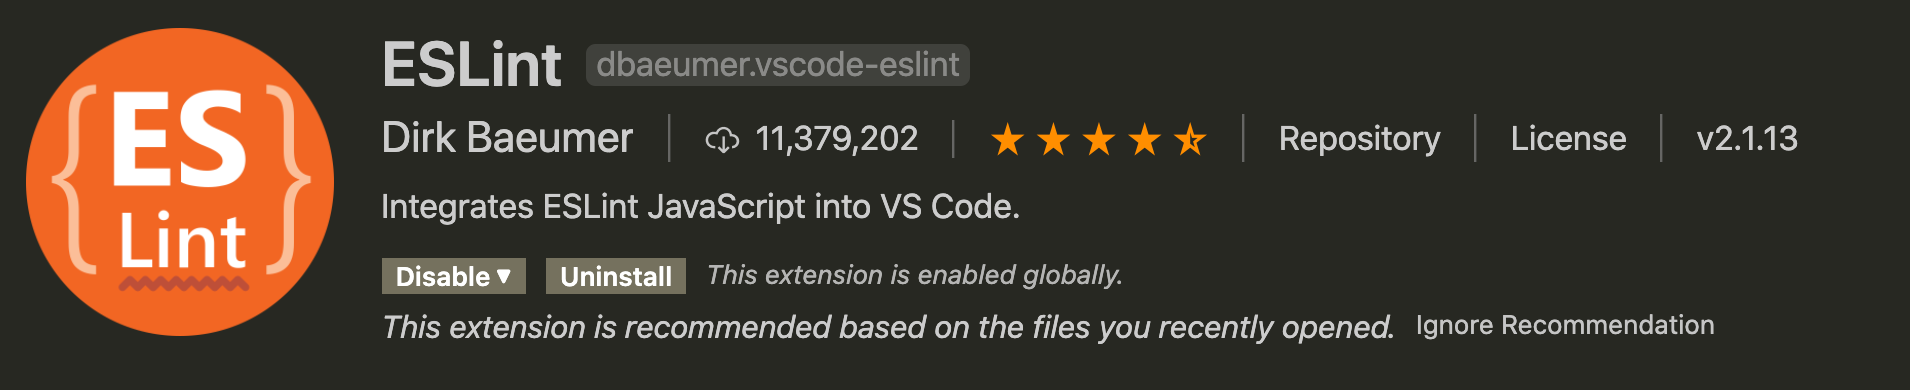 {ES}
Lint
ESLint dbaeumer.vscode-eslint
Dirk Baeumer | 11,379,202 | ★★★★⯪ | Repository | License | v2.1.13
Integrates ESLint JavaScript into VS Code.
Disable ▼ Uninstall This extension is enabled globally.
This extension is recommended based on the files you recently opened. Ignore Recommendation